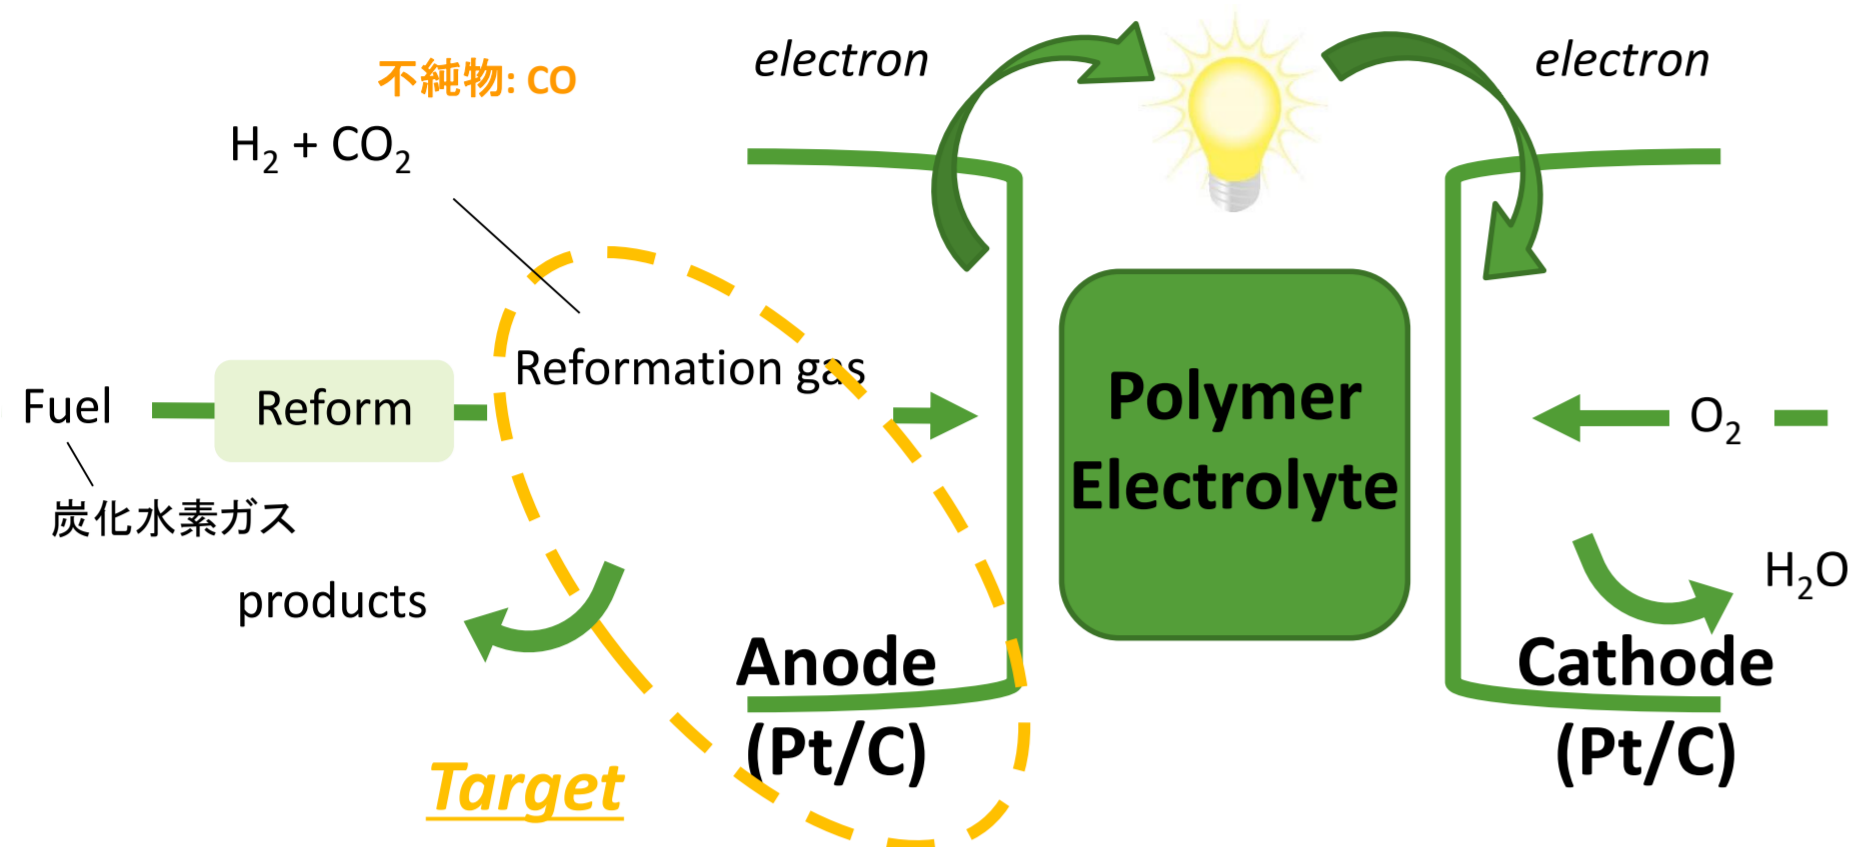 electron
electron
不純物: CO
H₂ + CO₂
Reformation gas
Fuel
Reform
Polymer
Electrolyte
O₂
炭化水素ガス
products
H₂O
Anode
(Pt/C)
Cathode
(Pt/C)
Target